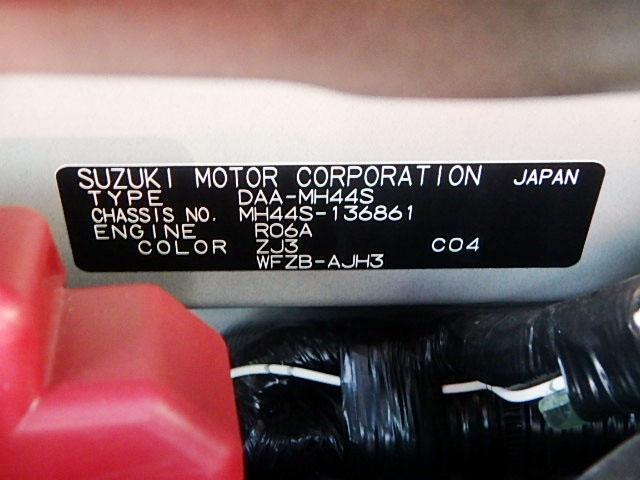 SUZUKI MOTOR CORPORATION JAPAN
TYPE DAA-MH44S
CHASSIS NO. MH44S-136861
ENGINE R06A
COLOR ZJ3 C04
WFZB-AJH3